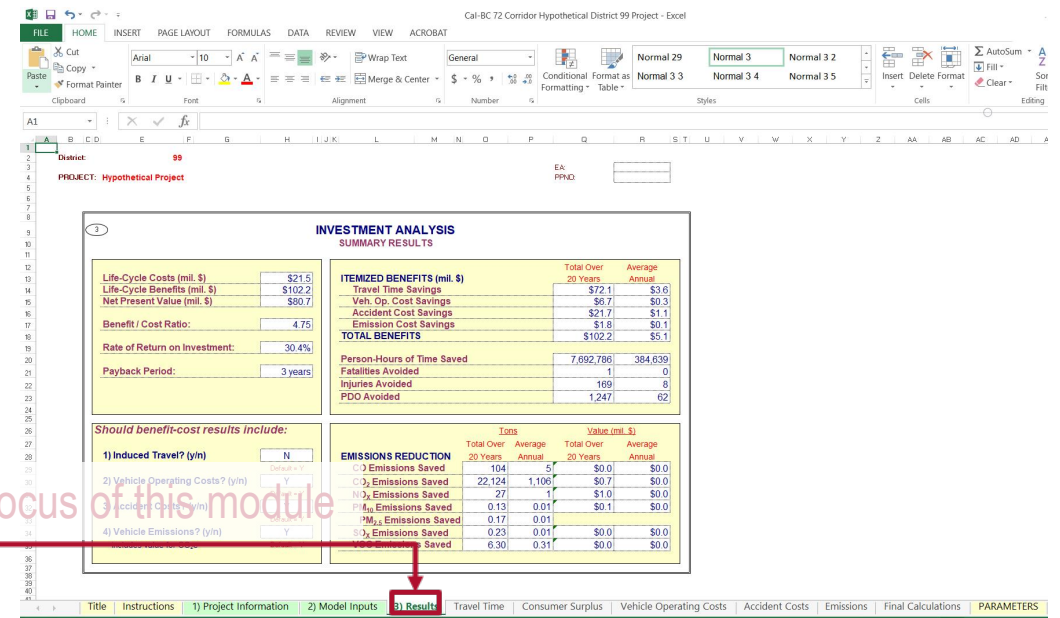 Cal-BC 72 Corridor Hypothetical District 99 Project - Excel
FILE HOME INSERT PAGE LAYOUT FORMULAS DATA REVIEW VIEW ACROBAT
Paste
Cut
Copy
Format Painter
Arial 10
B I U
Wrap Text
Merge & Center
General
$ % ,
Conditional Formatting
Format as Table
Normal 29 Normal 3 Normal 3 2
Normal 3 3 Normal 3 4 Normal 3 5
Insert Delete Format
AutoSum
Fill
Clear
Clipboard Font Alignment Number Styles Cells Editing
A1 fx
A B C D E F G H I J K L M N O P Q R S T U V W X Y Z AA AB AC AD
District: 99
EA:
PROJECT: Hypothetical Project
PPNO:
3
INVESTMENT ANALYSIS
SUMMARY RESULTS
Life-Cycle Costs (mil. $) $21.5
Life-Cycle Benefits (mil. $) $102.2
Net Present Value (mil. $) $80.7
Benefit / Cost Ratio: 4.75
Rate of Return on Investment: 30.4%
Payback Period: 3 years
Total Over Average
ITEMIZED BENEFITS (mil. $) 20 Years Annual
Travel Time Savings $72.1 $3.6
Veh. Op. Cost Savings $6.7 $0.3
Accident Cost Savings $21.7 $1.1
Emission Cost Savings $1.8 $0.1
TOTAL BENEFITS $102.2 $5.1
Person-Hours of Time Saved 7,692,786 384,639
Fatalities Avoided 1 0
Injuries Avoided 169 8
PDO Avoided 1,247 62
Should benefit-cost results include:
1) Induced Travel? (y/n) N
Default = Y
2) Vehicle Operating Costs? (y/n) Y
3) Accident Costs? (y/n)
4) Vehicle Emissions? (y/n) Y
Tons Value (mil. $)
Total Over Average Total Over Average
EMISSIONS REDUCTION 20 Years Annual 20 Years Annual
CO Emissions Saved 104 5 $0.0 $0.0
CO2 Emissions Saved 22,124 1,106 $0.7 $0.0
NOX Emissions Saved 27 1 $1.0 $0.0
PM10 Emissions Saved 0.13 0.01 $0.1 $0.0
PM2.5 Emissions Saved 0.17 0.01
SOX Emissions Saved 0.23 0.01 $0.0 $0.0
VOC Emissions Saved 6.30 0.31 $0.0 $0.0
ocus of this module
Title Instructions 1) Project Information 2) Model Inputs 3) Results Travel Time Consumer Surplus Vehicle Operating Costs Accident Costs Emissions Final Calculations PARAMETERS